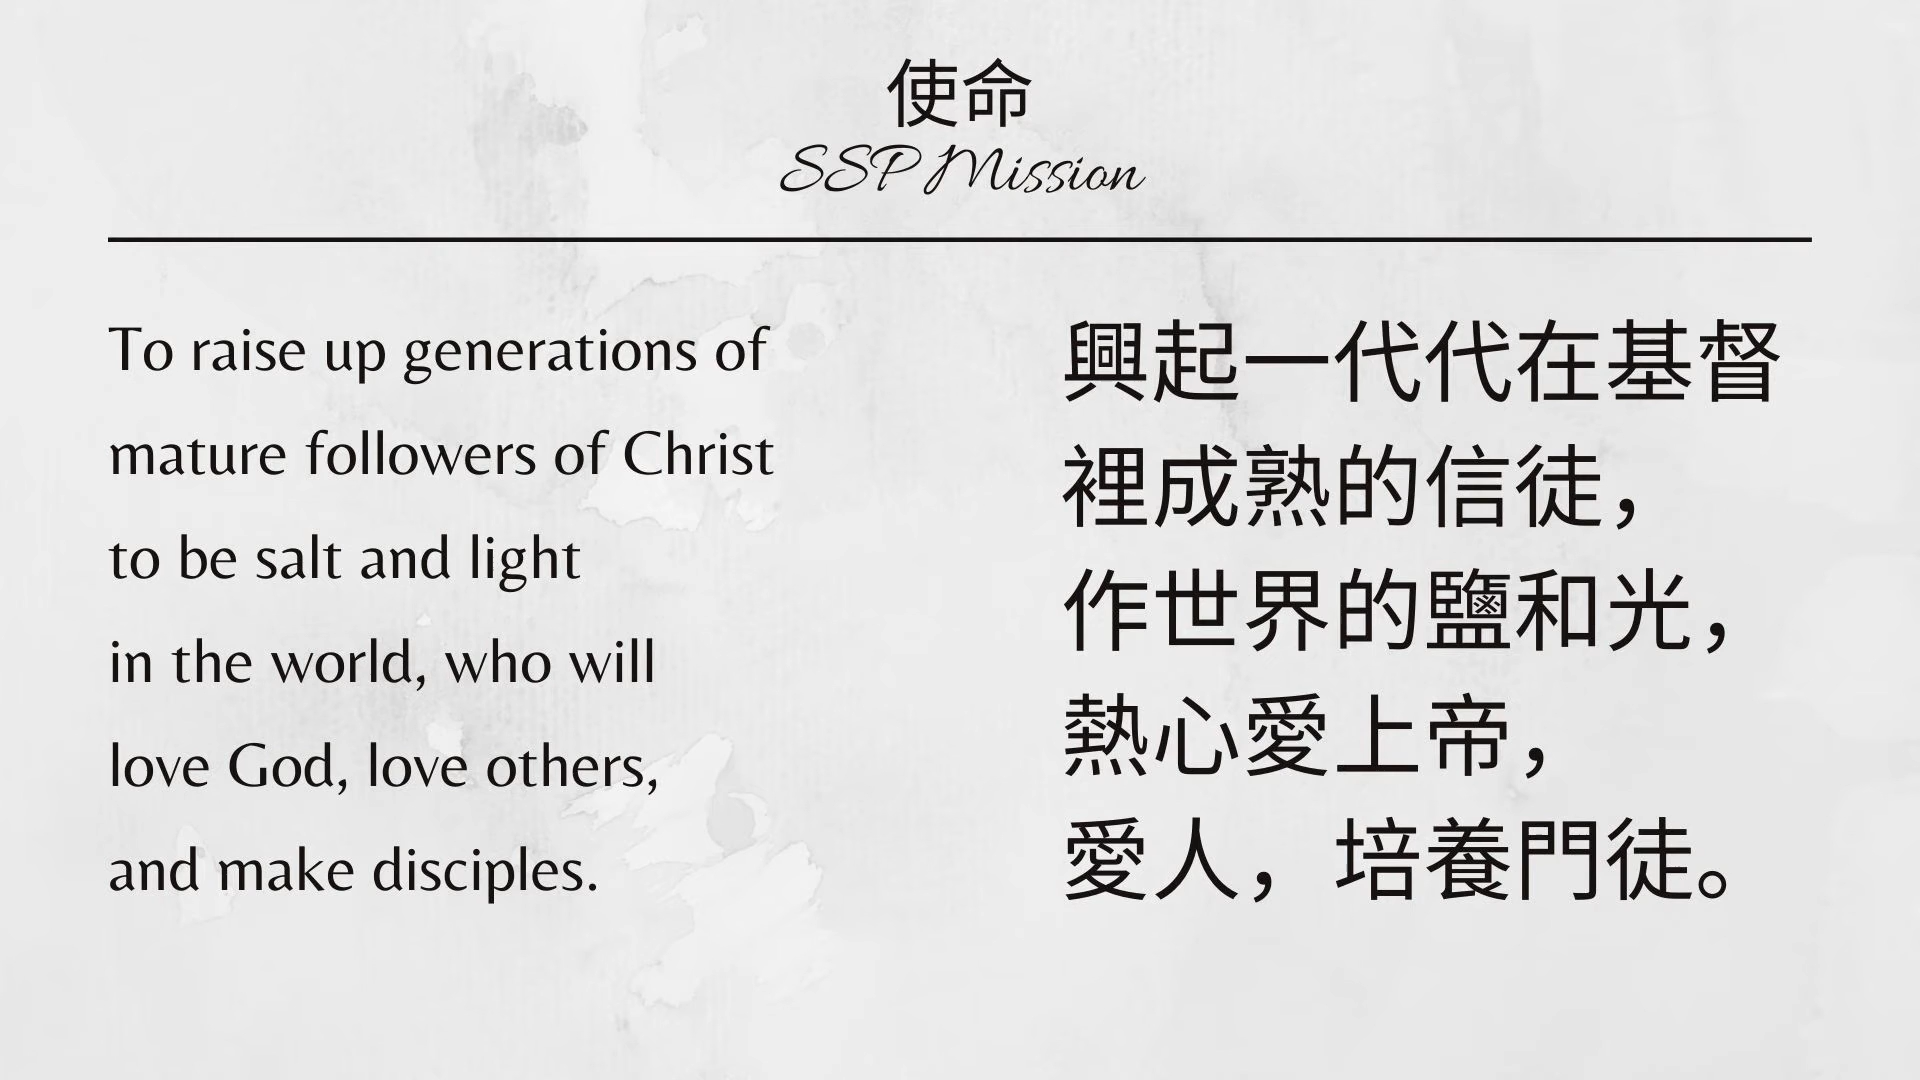 使命
SSP Mission
To raise up generations of
mature followers of Christ
to be salt and light
in the world, who will
love God, love others,
and make disciples.
興起一代代在基督
裡成熟的信徒，
作世界的鹽和光，
熱心愛上帝，
愛人，培養門徒。